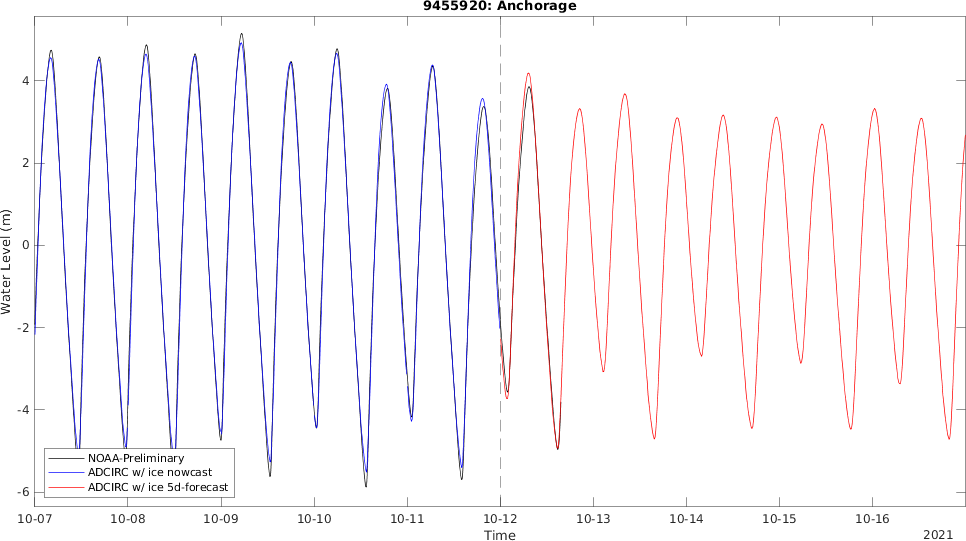 9455920: Anchorage
Water Level (m)
4
2
0
-2
-4
-6
NOAA-Preliminary
ADCIRC w/ ice nowcast
ADCIRC w/ ice 5d-forecast
10-07 10-08 10-09 10-10 10-11 10-12 10-13 10-14 10-15 10-16
Time
2021